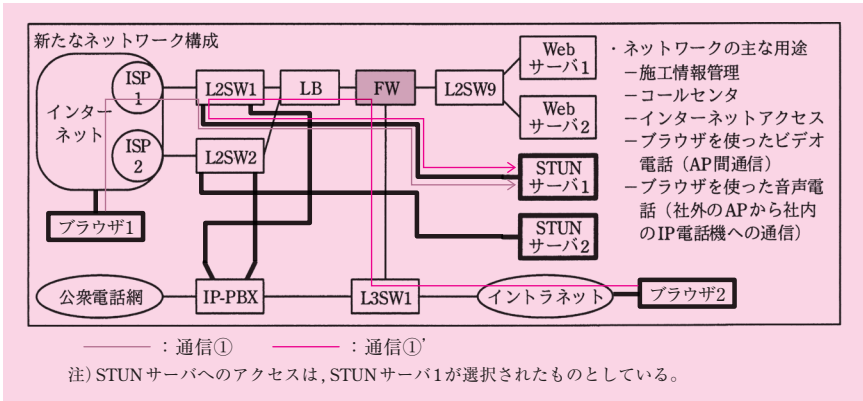 新たなネットワーク構成
ISP
1
インター
ネット
ISP
2
ブラウザ1
L2SW1
LB
FW
L2SW9
L2SW2
Web
サーバ1
Web
サーバ2
STUN
サーバ1
STUN
サーバ2
・ネットワークの主な用途
－施工情報管理
－コールセンタ
－インターネットアクセス
－ブラウザを使ったビデオ
電話（AP間通信）
－ブラウザを使った音声電
話（社外のAPから社内
のIP電話機への通信）
公衆電話網
IP-PBX
L3SW1
イントラネット
ブラウザ2
：通信①
：通信①’
注）STUNサーバへのアクセスは，STUNサーバ1が選択されたものとしている。